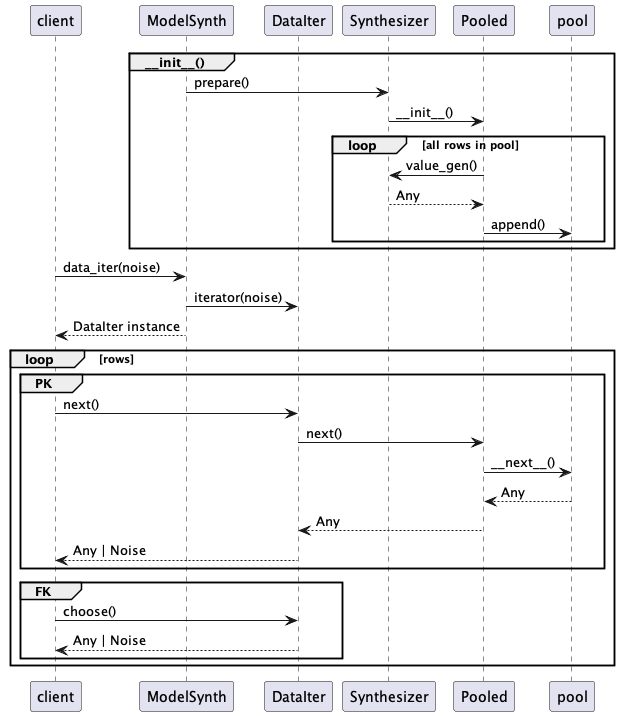 client ModelSynth DataIter Synthesizer Pooled pool
__init__()
prepare()
__init__()
loop [all rows in pool]
value_gen()
Any
append()
data_iter(noise)
iterator(noise)
DataIter instance
loop [rows]
PK
next()
next()
__next__()
Any
Any
Any | Noise
FK
choose()
Any | Noise
client ModelSynth DataIter Synthesizer Pooled pool